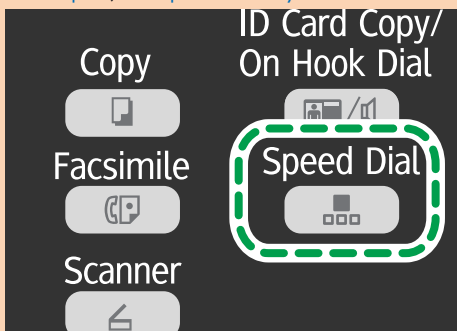 ID Card Copy/
Copy
On Hook Dial
Facsimile
Speed Dial
Scanner